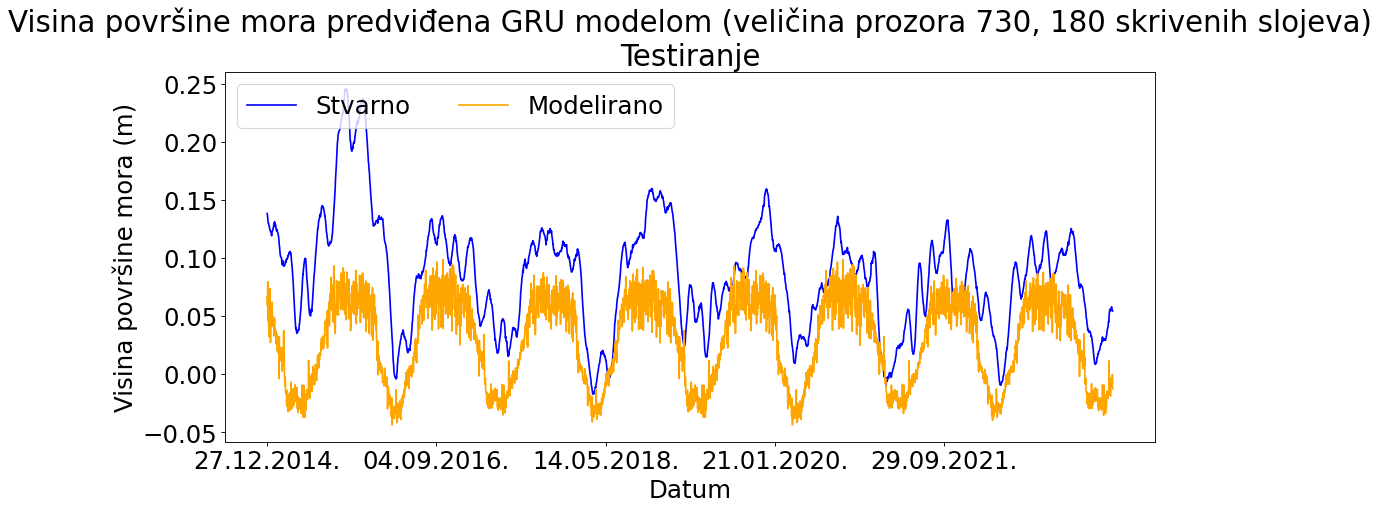 Visina površine mora predviđena GRU modelom (veličina prozora 730, 180 skrivenih slojeva)
Testiranje
Stvarno
Modelirano
Visina površine mora (m)
0.25
0.20
0.15
0.10
0.05
0.00
−0.05
27.12.2014.
04.09.2016.
14.05.2018.
21.01.2020.
29.09.2021.
Datum